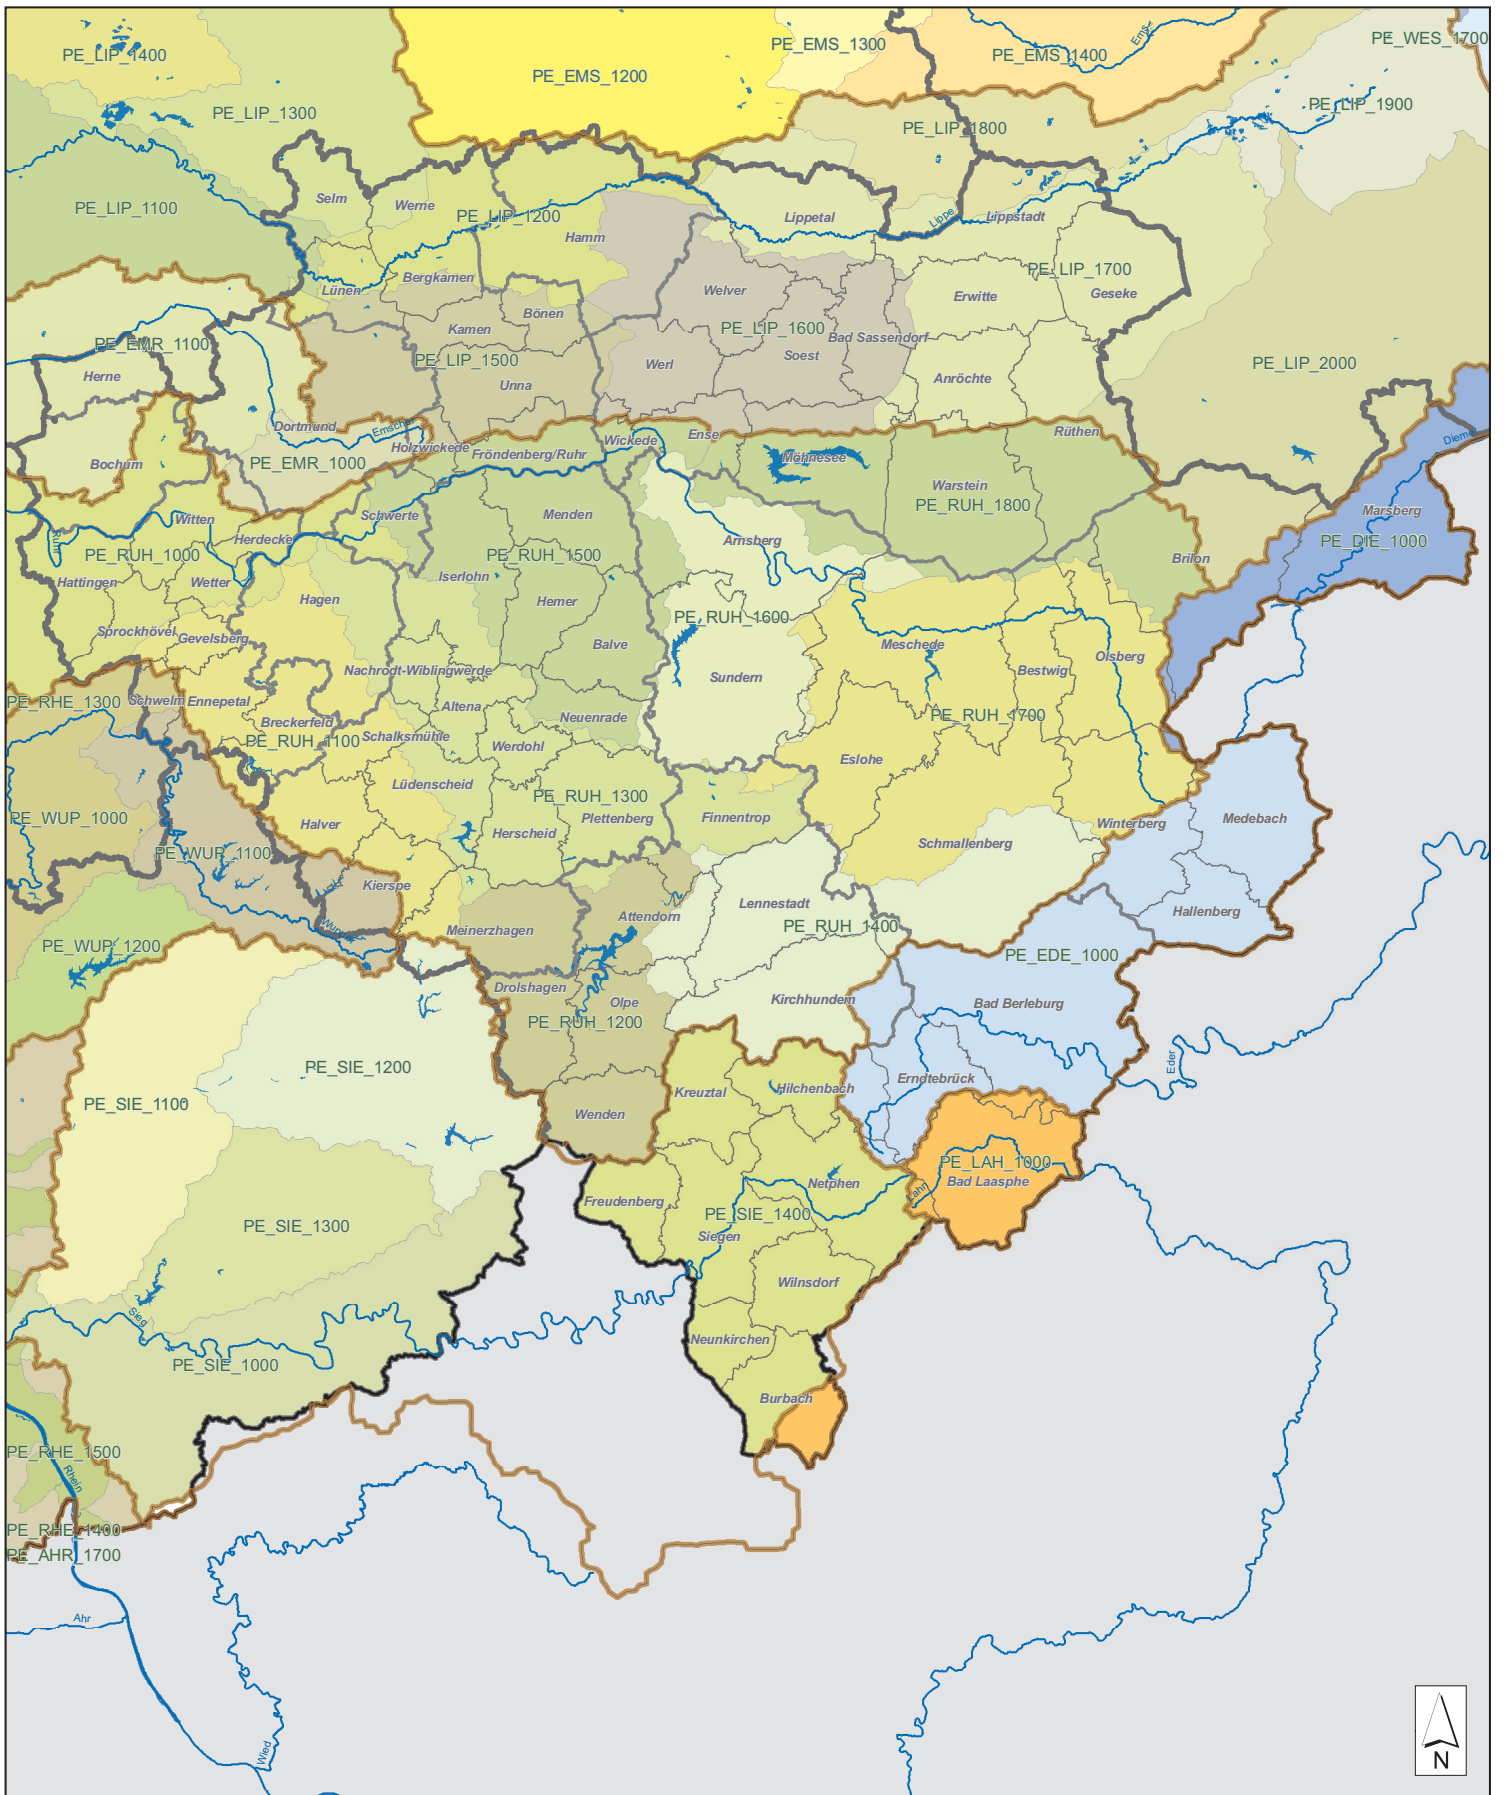 PE_LIP_1400
PE_EMS_1200
PE_EMS_1300
PE_EMS_1400
Ems
PE_WES_1700
PE_LIP_1300
PE_LIP_1800
PE_LIP_1900
PE_LIP_1100
Selm
Werne
PE_LIP_1200
Hamm
Lippetal
Lippe
Lippstadt
Lünen
Bergkamen
Bönen
Kamen
Welver
PE_LIP_1600
Soest
Bad Sassendorf
Erwitte
PE_LIP_1700
Geseke
PE_EMR_1100
Herne
PE_LIP_1500
Unna
Werl
Anröchte
PE_LIP_2000
Dortmund
Emscher
Holzwickede
Fröndenberg/Ruhr
Wickede
Ense
Möhnesee
Rüthen
Diemel
Bochum
PE_EMR_1000
Warstein
PE_RUH_1800
Marsberg
PE_DIE_1000
Schwerte
Menden
Witten
Herdecke
Ruhr
PE_RUH_1000
PE_RUH_1500
Arnsberg
Brilon
Hattingen
Wetter
Iserlohn
Hagen
Hemer
PE_RUH_1600
Sprockhövel
Gevelsberg
Balve
Meschede
Bestwig
Olsberg
Nachrodt-Wiblingwerde
Sundern
PE_RHE_1300
Schwelm
Ennepetal
Altena
Neuenrade
PE_RUH_1700
Breckerfeld
PE_RUH_1100
Schalksmühle
Werdohl
Eslohe
Lüdenscheid
PE_RUH_1300
Plettenberg
Finnentrop
PE_WUP_1000
Halver
Herscheid
Winterberg
Medebach
PE_WUP_1100
Schmallenberg
Kierspe
Lennestadt
Attendorn
PE_RUH_1400
Hallenberg
Wupper
Meinerzhagen
PE_WUP_1200
PE_EDE_1000
Drolshagen
Olpe
Kirchhundem
Bad Berleburg
PE_RUH_1200
PE_SIE_1200
Eder
Erndtebrück
PE_SIE_1100
Kreuztal
Hilchenbach
Wenden
PE_LAH_1000
Bad Laasphe
Lahn
Netphen
Freudenberg
PE_SIE_1400
Siegen
PE_SIE_1300
Wilnsdorf
Sieg
Neunkirchen
PE_SIE_1000
Burbach
PE_RHE_1500
Rhein
PE_RHE_1400
PE_AHR_1700
Ahr
Wied
N